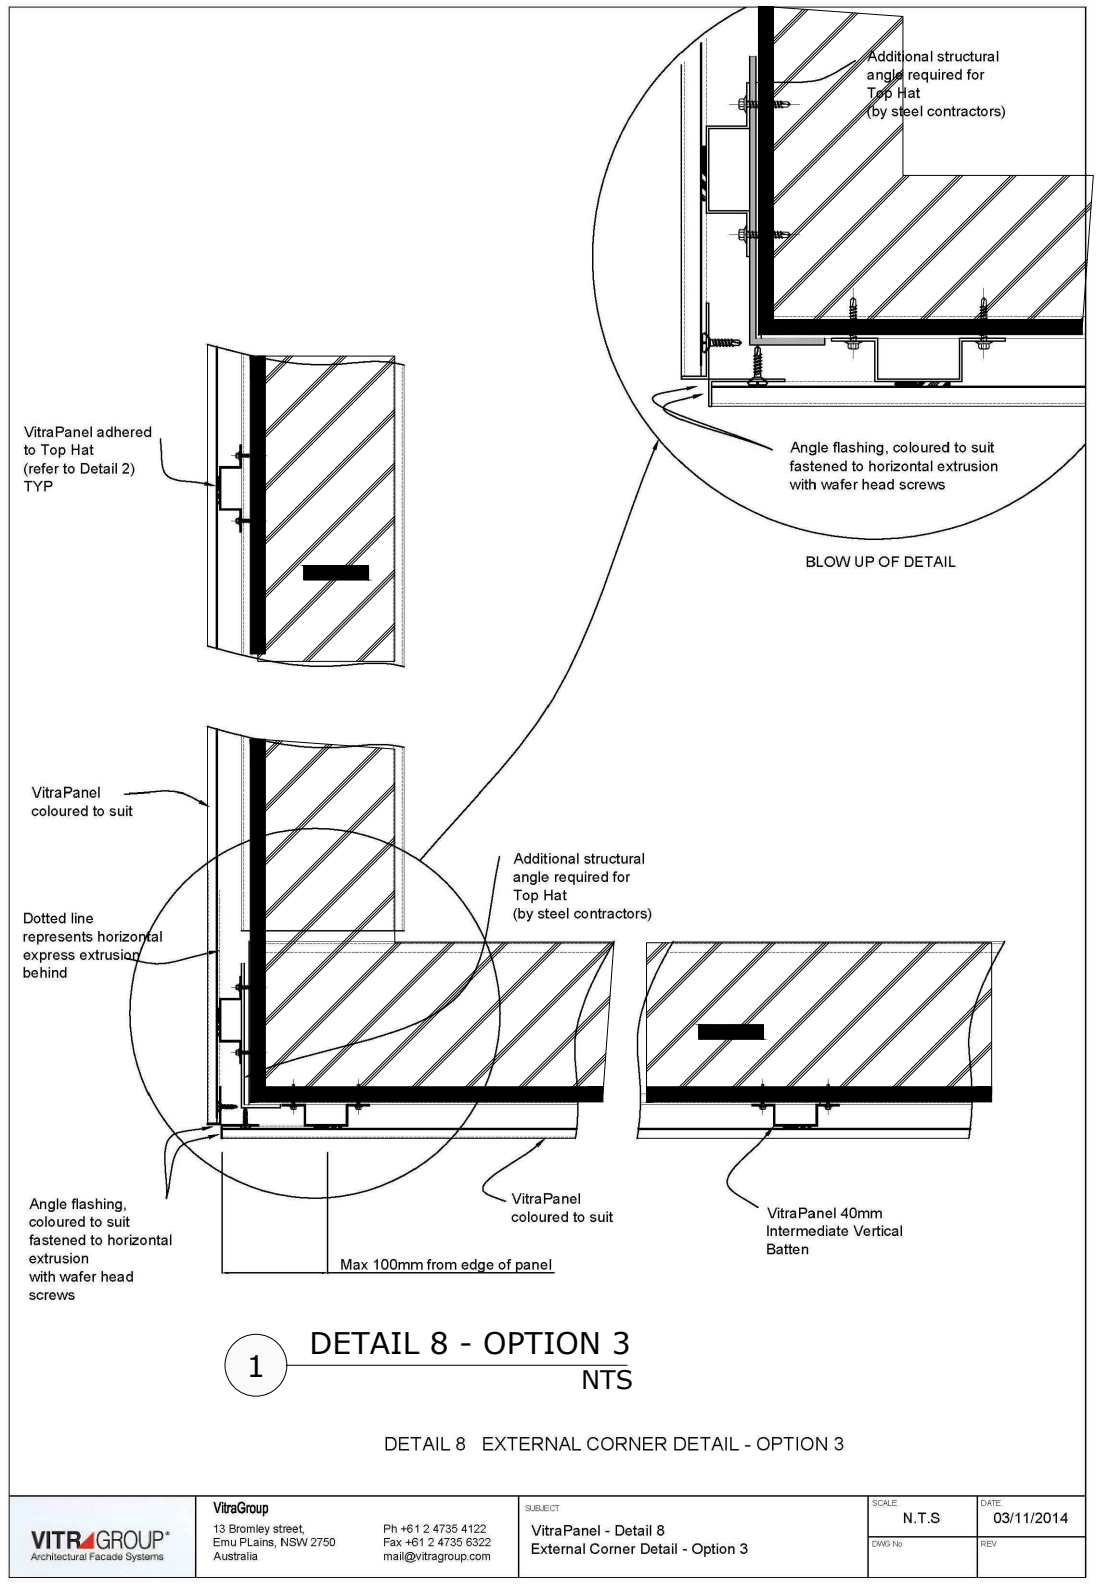 Additional structural
angle required for
Top Hat
(by steel contractors)
Angle flashing, coloured to suit
fastened to horizontal extrusion
with wafer head screws
BLOW UP OF DETAIL
VitraPanel adhered
to Top Hat
(refer to Detail 2)
TYP
VitraPanel
coloured to suit
Additional structural
angle required for
Top Hat
(by steel contractors)
Dotted line
represents horizontal
express extrusion
behind
Angle flashing,
coloured to suit
fastened to horizontal
extrusion
with wafer head
screws
VitraPanel
coloured to suit
VitraPanel 40mm
Intermediate Vertical
Batten
Max 100mm from edge of panel
1
DETAIL 8 - OPTION 3
NTS
DETAIL 8 EXTERNAL CORNER DETAIL - OPTION 3
VITRAGROUP®
Architectural Facade Systems
VitraGroup
13 Bromley street,
Emu PLains, NSW 2750
Australia
Ph +61 2 4735 4122
Fax +61 2 4735 6322
mail@vitragroup.com
SUBJECT
VitraPanel - Detail 8
External Corner Detail - Option 3
SCALE
N.T.S
DATE
03/11/2014
DWG No
REV